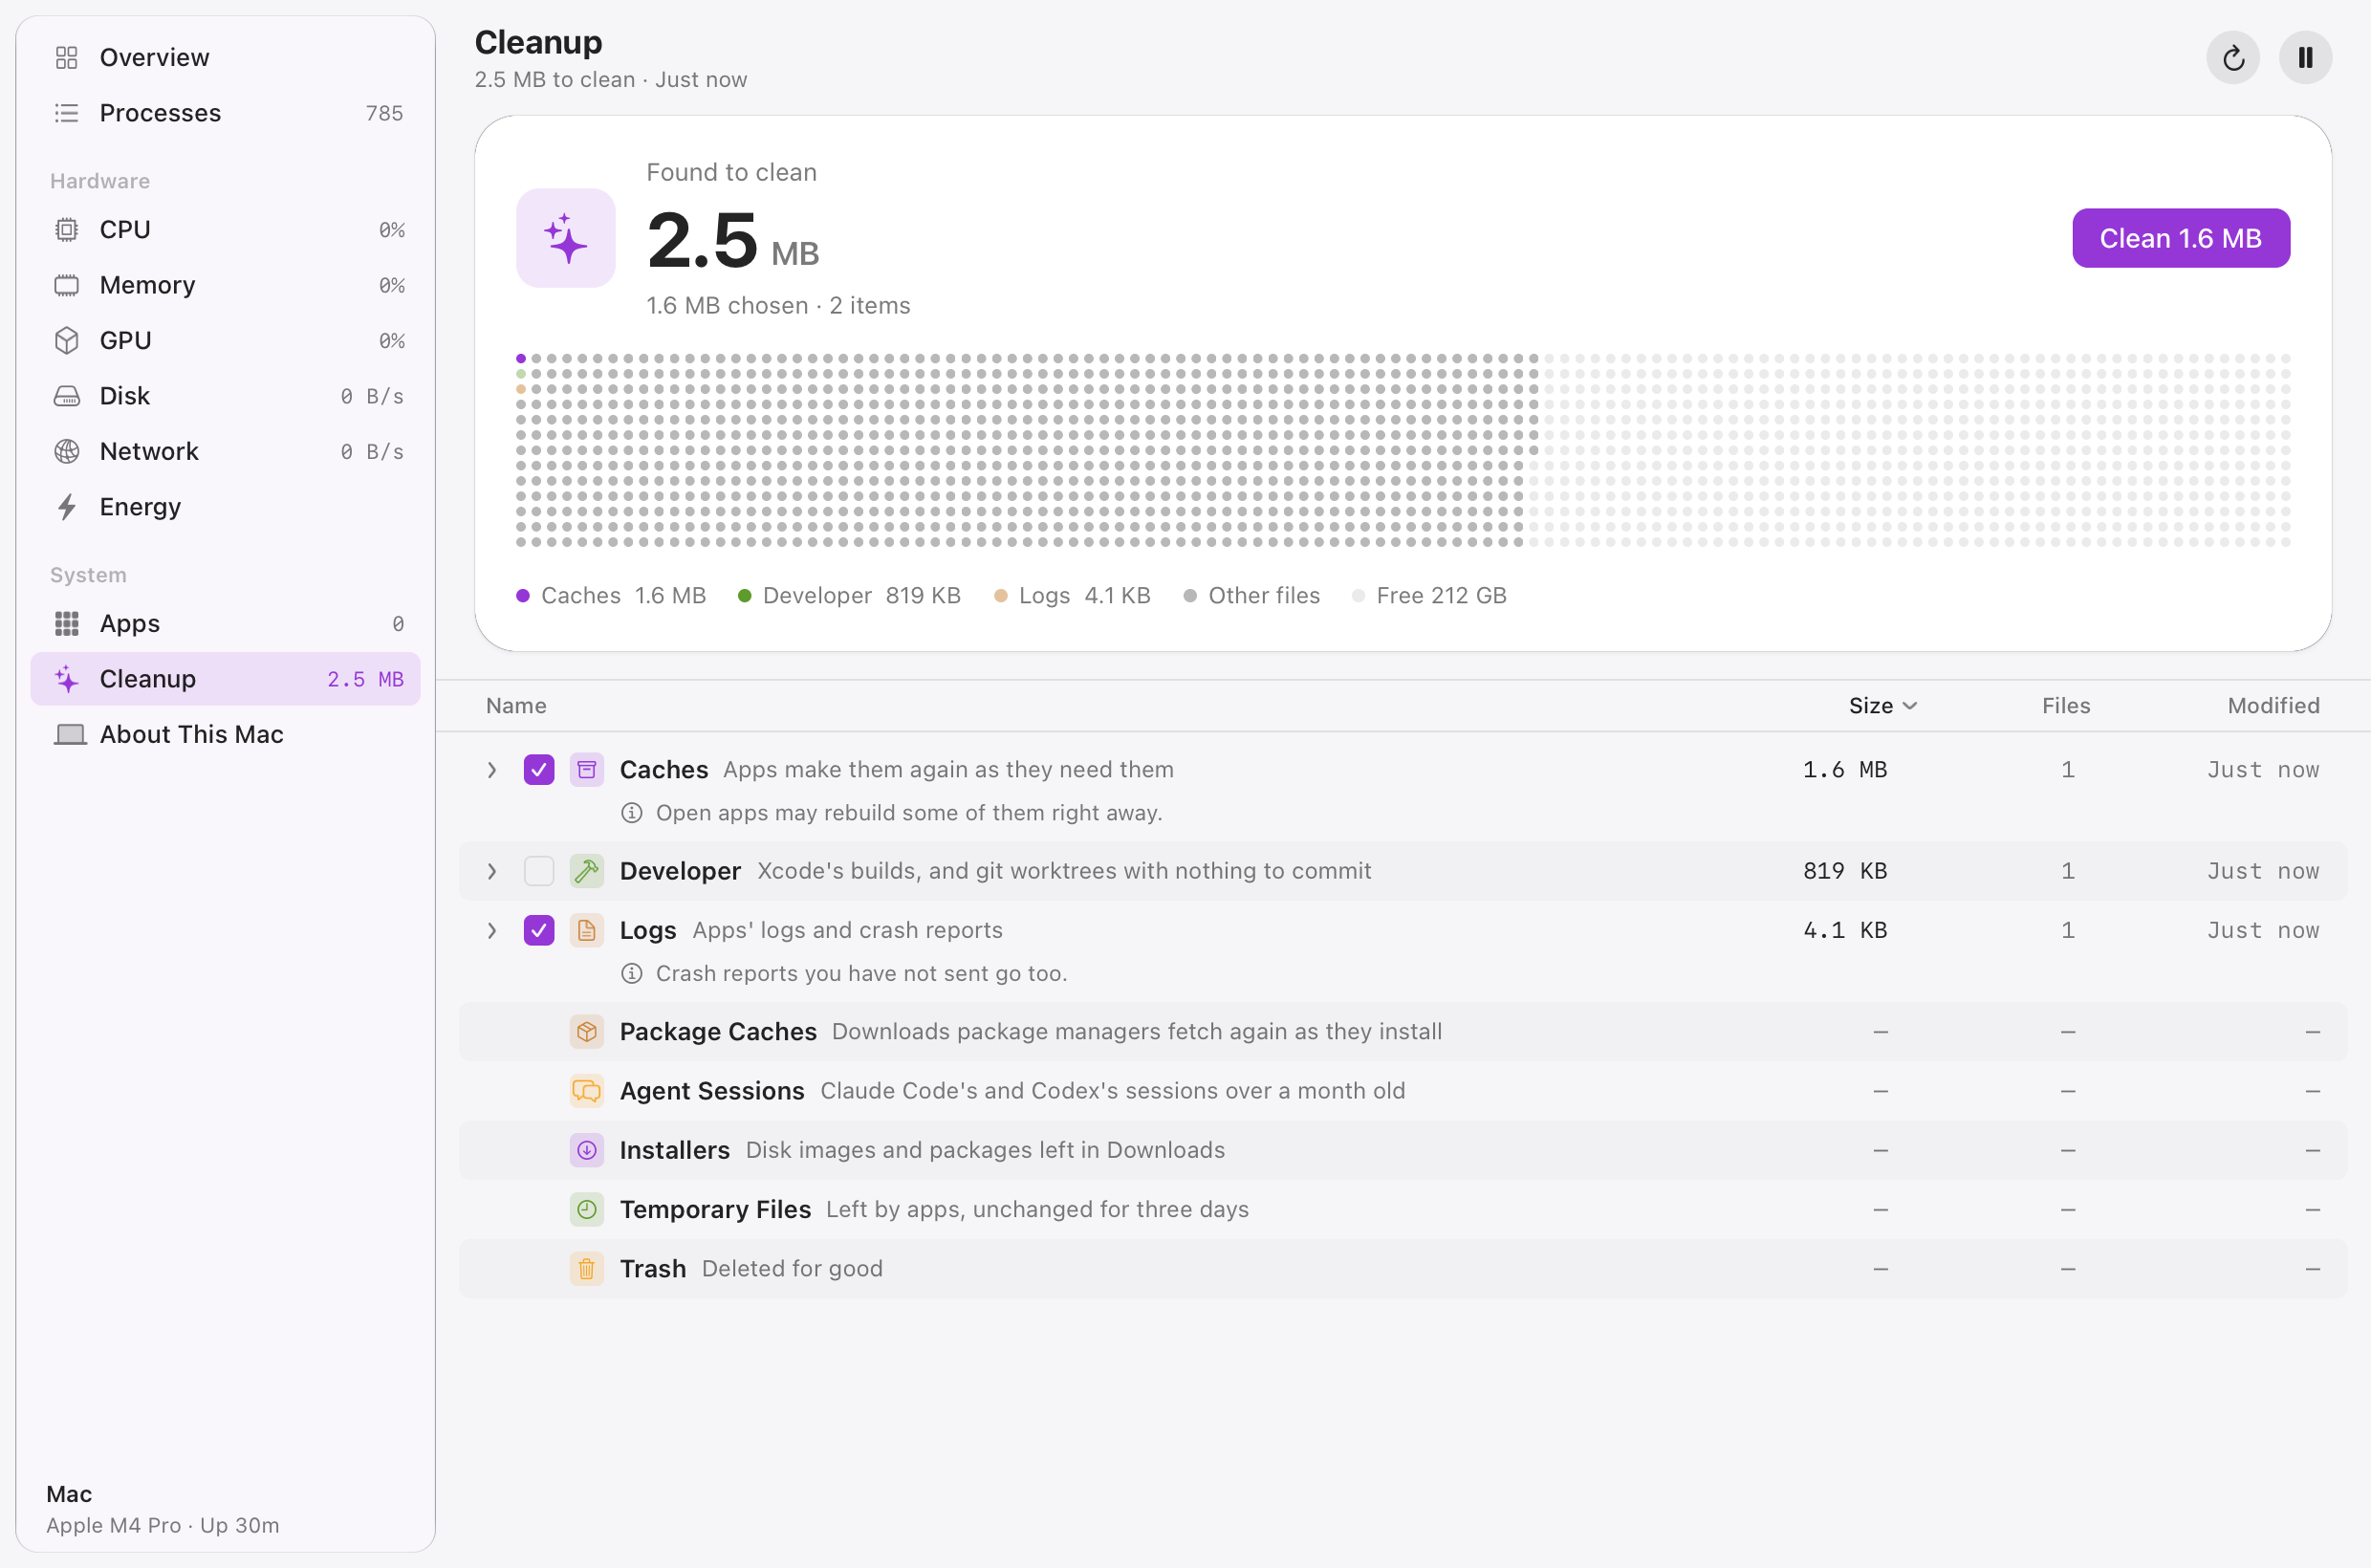 Overview
Processes 785
Hardware
CPU 0%
Memory 0%
GPU 0%
Disk 0 B/s
Network 0 B/s
Energy
System
Apps 0
Cleanup 2.5 MB
About This Mac
Mac
Apple M4 Pro · Up 30m
Cleanup
2.5 MB to clean · Just now
Found to clean
2.5 MB
1.6 MB chosen · 2 items
Clean 1.6 MB
Caches 1.6 MB Developer 819 KB Logs 4.1 KB Other files Free 212 GB
Name Size Files Modified
Caches Apps make them again as they need them 1.6 MB 1 Just now
Open apps may rebuild some of them right away.
Developer Xcode's builds, and git worktrees with nothing to commit 819 KB 1 Just now
Logs Apps' logs and crash reports 4.1 KB 1 Just now
Crash reports you have not sent go too.
Package Caches Downloads package managers fetch again as they install – – –
Agent Sessions Claude Code's and Codex's sessions over a month old – – –
Installers Disk images and packages left in Downloads – – –
Temporary Files Left by apps, unchanged for three days – – –
Trash Deleted for good – – –